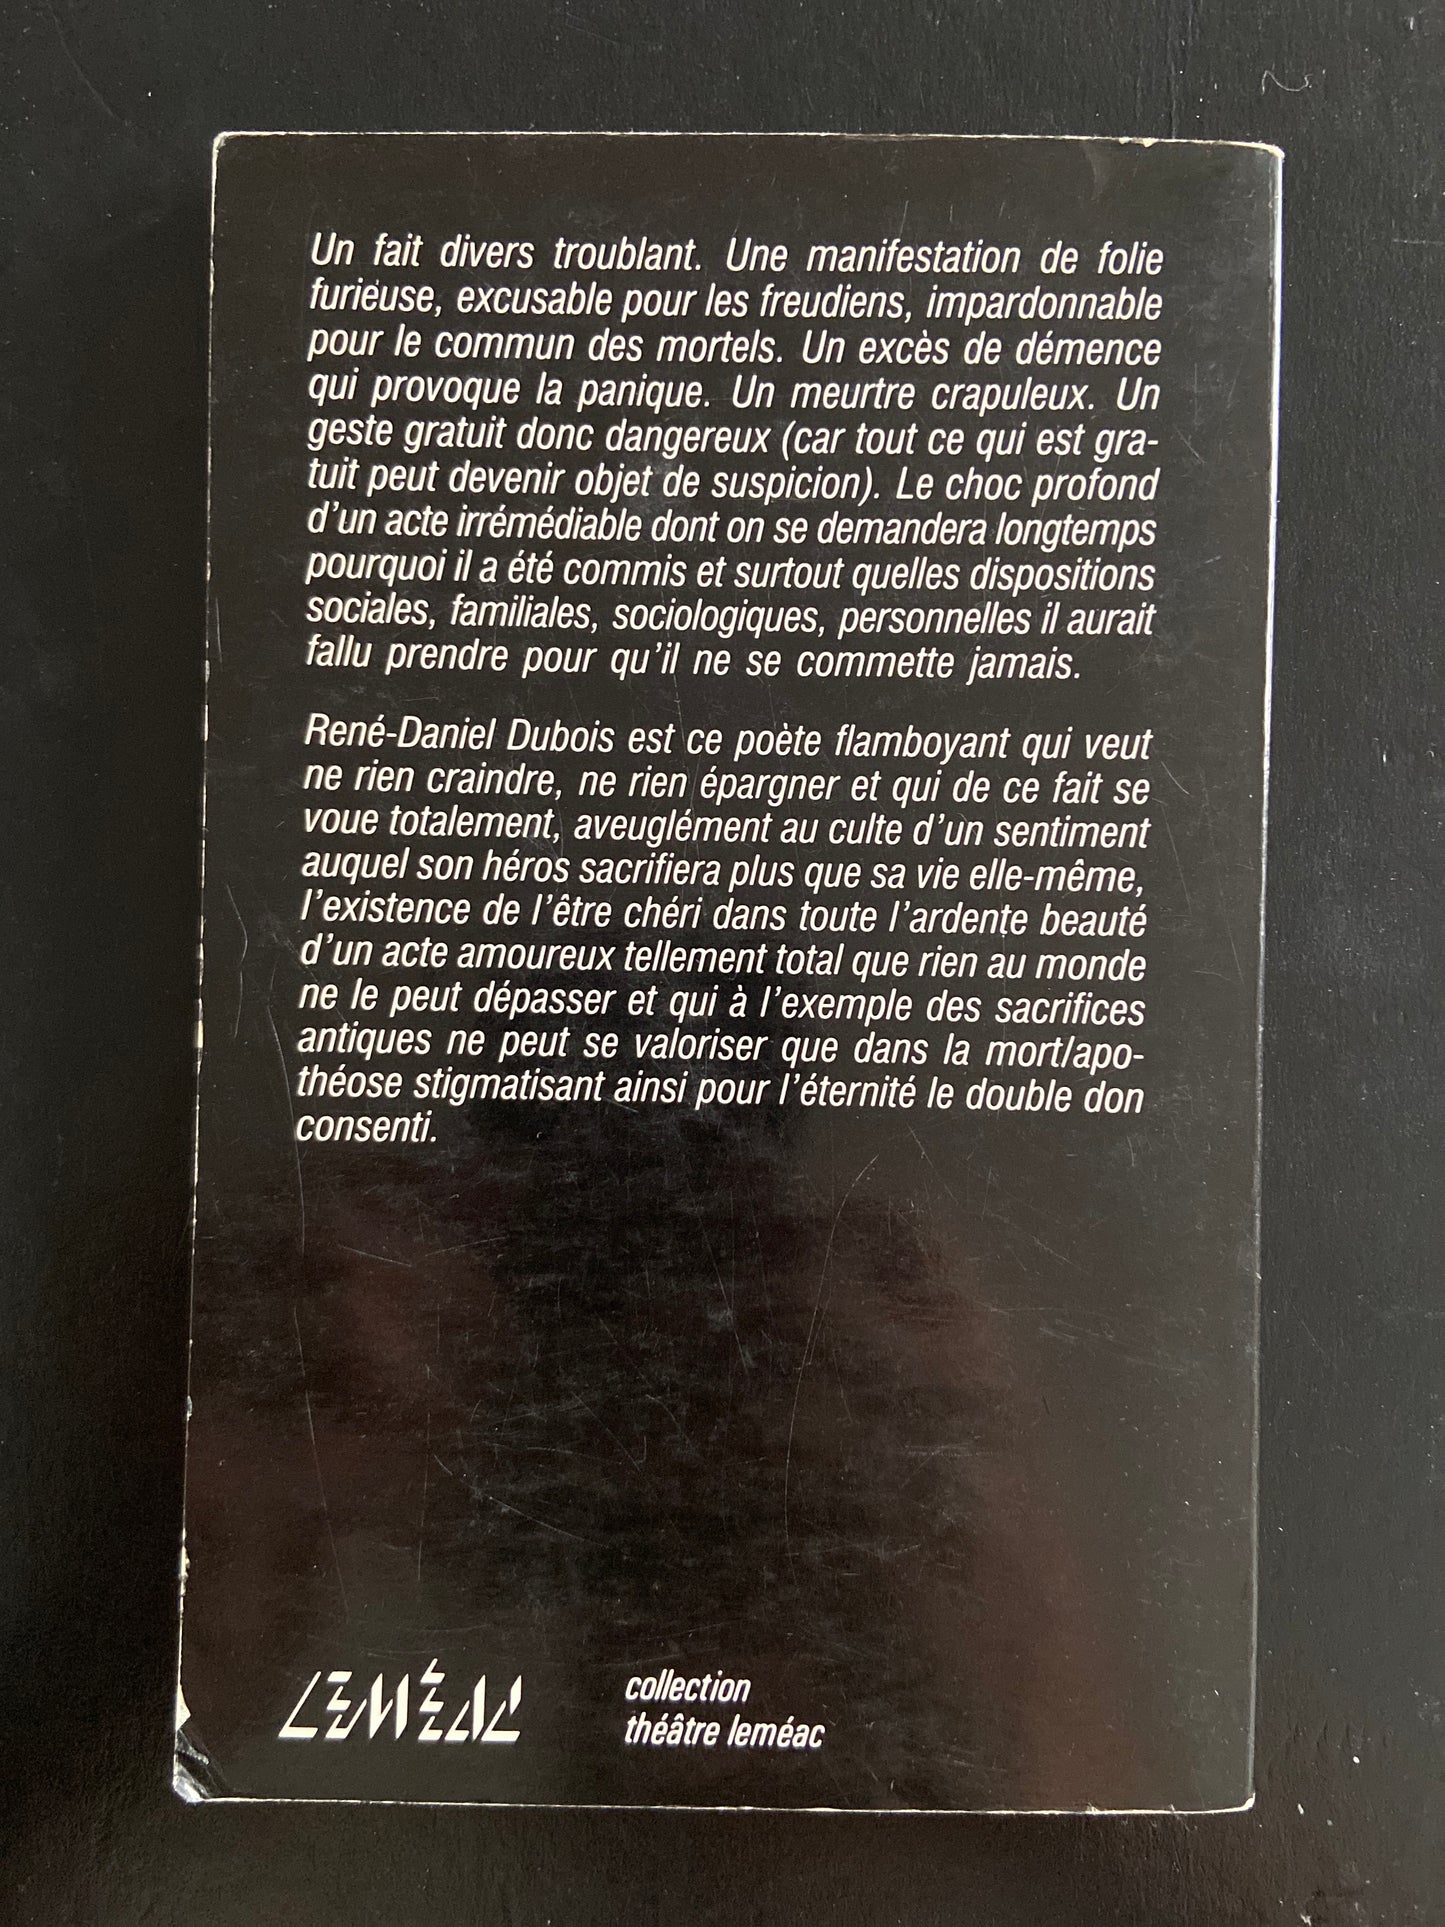 Un fait divers troublant. Une manifestation de folie
furieuse, excusable pour les freudiens, impardonnable
pour le commun des mortels. Un excès de démence
qui provoque la panique. Un meurtre crapuleux. Un
geste gratuit donc dangereux (car tout ce qui est gra-
tuit peut devenir objet de suspicion). Le choc profond
d'un acte irrémédiable dont on se demandera longtemps
pourquoi il a été commis et surtout quelles dispositions
sociales, familiales, sociologiques, personnelles il aurait
fallu prendre pour qu'il ne se commette jamais.
René-Daniel Dubois est ce poète flamboyant qui veut
ne rien craindre, ne rien épargner et qui de ce fait se
voue totalement, aveuglément au culte d'un sentiment
auquel son héros sacrifiera plus que sa vie elle-même,
l'existence de l'être chéri dans toute l'ardente beauté
d'un acte amoureux tellement total que rien au monde
ne le peut dépasser et qui à l'exemple des sacrifices
antiques ne peut se valoriser que dans la mort/apo-
théose stigmatisant ainsi pour l'éternité le double don
consenti.
LEMÉAC
collection
théâtre leméac